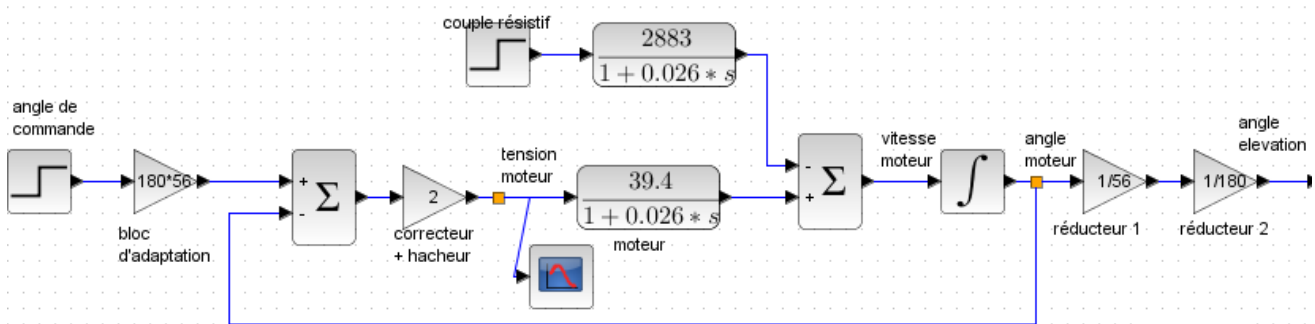 couple résistif
2883
1 + 0.026 * s
angle de
commande
180*56
bloc
d'adaptation
+
-
Σ
2
correcteur
+ hacheur
tension
moteur
39.4
1 + 0.026 * s
moteur
-
+
Σ
vitesse
moteur
∫
angle
moteur
1/56
réducteur 1
1/180
réducteur 2
angle
elevation